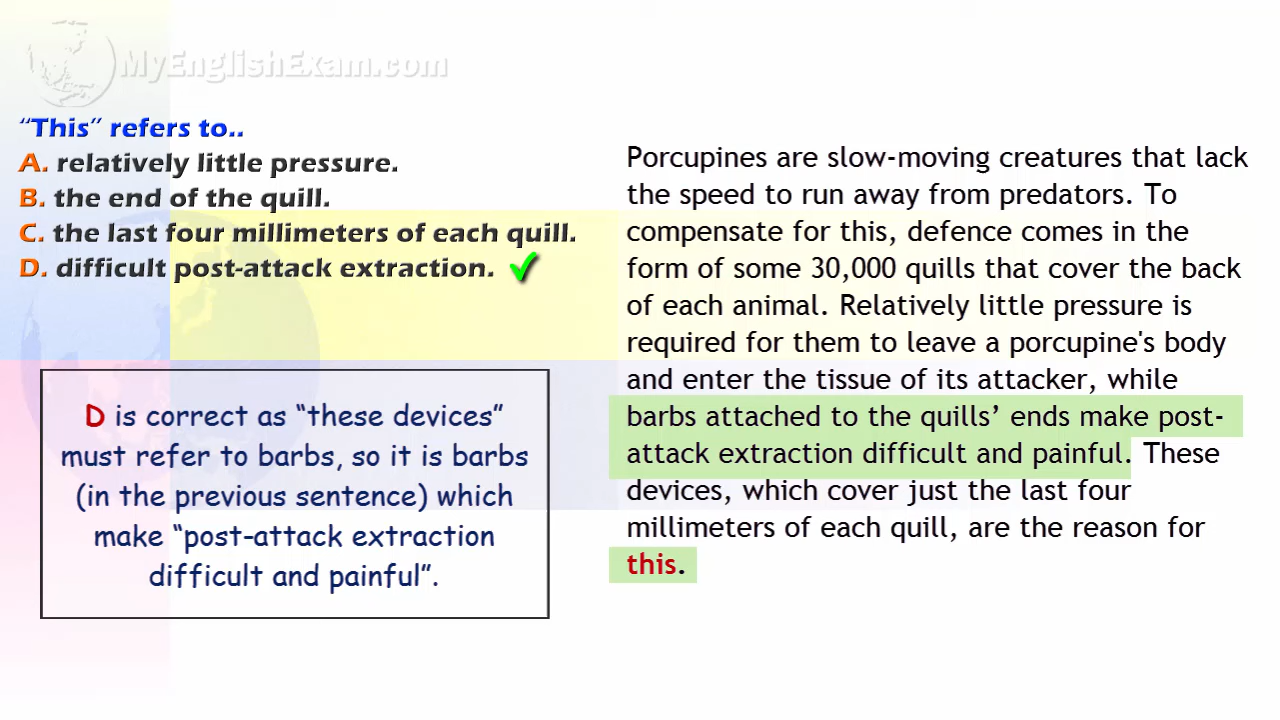 MyEnglishExam.com
“This” refers to..
A. relatively little pressure.
B. the end of the quill.
C. the last four millimeters of each quill.
D. difficult post-attack extraction.
D is correct as “these devices”
must refer to barbs, so it is barbs
(in the previous sentence) which
make “post-attack extraction
difficult and painful”.
Porcupines are slow-moving creatures that lack
the speed to run away from predators. To
compensate for this, defence comes in the
form of some 30,000 quills that cover the back
of each animal. Relatively little pressure is
required for them to leave a porcupine's body
and enter the tissue of its attacker, while
barbs attached to the quills’ ends make post-
attack extraction difficult and painful. These
devices, which cover just the last four
millimeters of each quill, are the reason for
this.